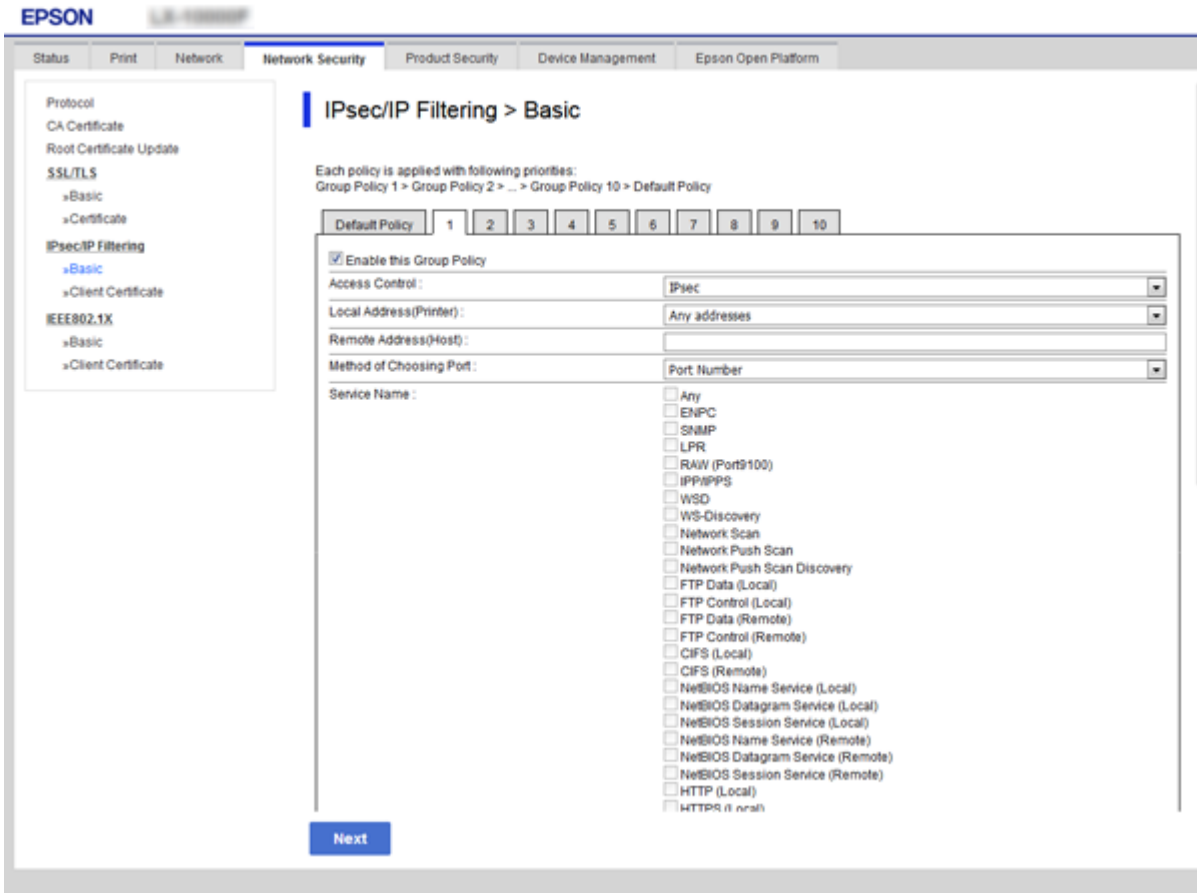 EPSON
Status Print Network Network Security Product Security Device Management Epson Open Platform
Protocol
CA Certificate
Root Certificate Update
SSL/TLS
»Basic
»Certificate
IPsec/IP Filtering
»Basic
»Client Certificate
IEEE802.1X
»Basic
»Client Certificate
IPsec/IP Filtering > Basic
Each policy is applied with following priorities:
Group Policy 1 > Group Policy 2 > ... > Group Policy 10 > Default Policy
Default Policy 1 2 3 4 5 6 7 8 9 10
Enable this Group Policy
Access Control : IPsec
Local Address(Printer) : Any addresses
Remote Address(Host) :
Method of Choosing Port : Port Number
Service Name : Any
ENPC
SNMP
LPR
RAW (Port9100)
IPP/IPPS
WSD
WS-Discovery
Network Scan
Network Push Scan
Network Push Scan Discovery
FTP Data (Local)
FTP Control (Local)
FTP Data (Remote)
FTP Control (Remote)
CIFS (Local)
CIFS (Remote)
NetBIOS Name Service (Local)
NetBIOS Datagram Service (Local)
NetBIOS Session Service (Local)
NetBIOS Name Service (Remote)
NetBIOS Datagram Service (Remote)
NetBIOS Session Service (Remote)
HTTP (Local)
HTTPS (Local)
Next